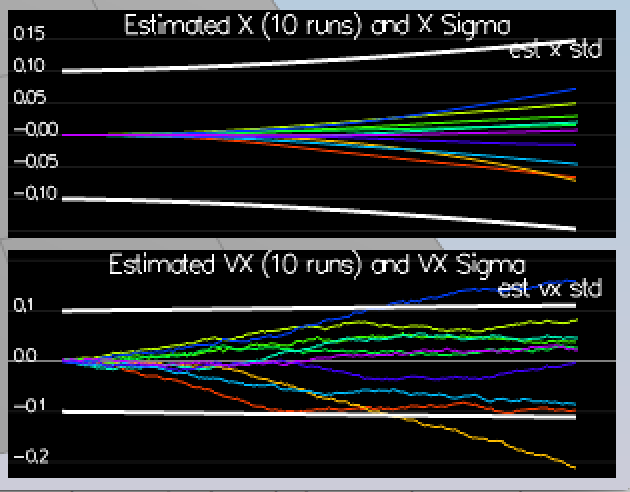 Estimated X (10 runs) and X Sigma
est x std
0.15
0.10
0.05
-0.00
-0.05
-0.10
Estimated VX (10 runs) and VX Sigma
est vx std
0.1
0.0
-0.1
-0.2